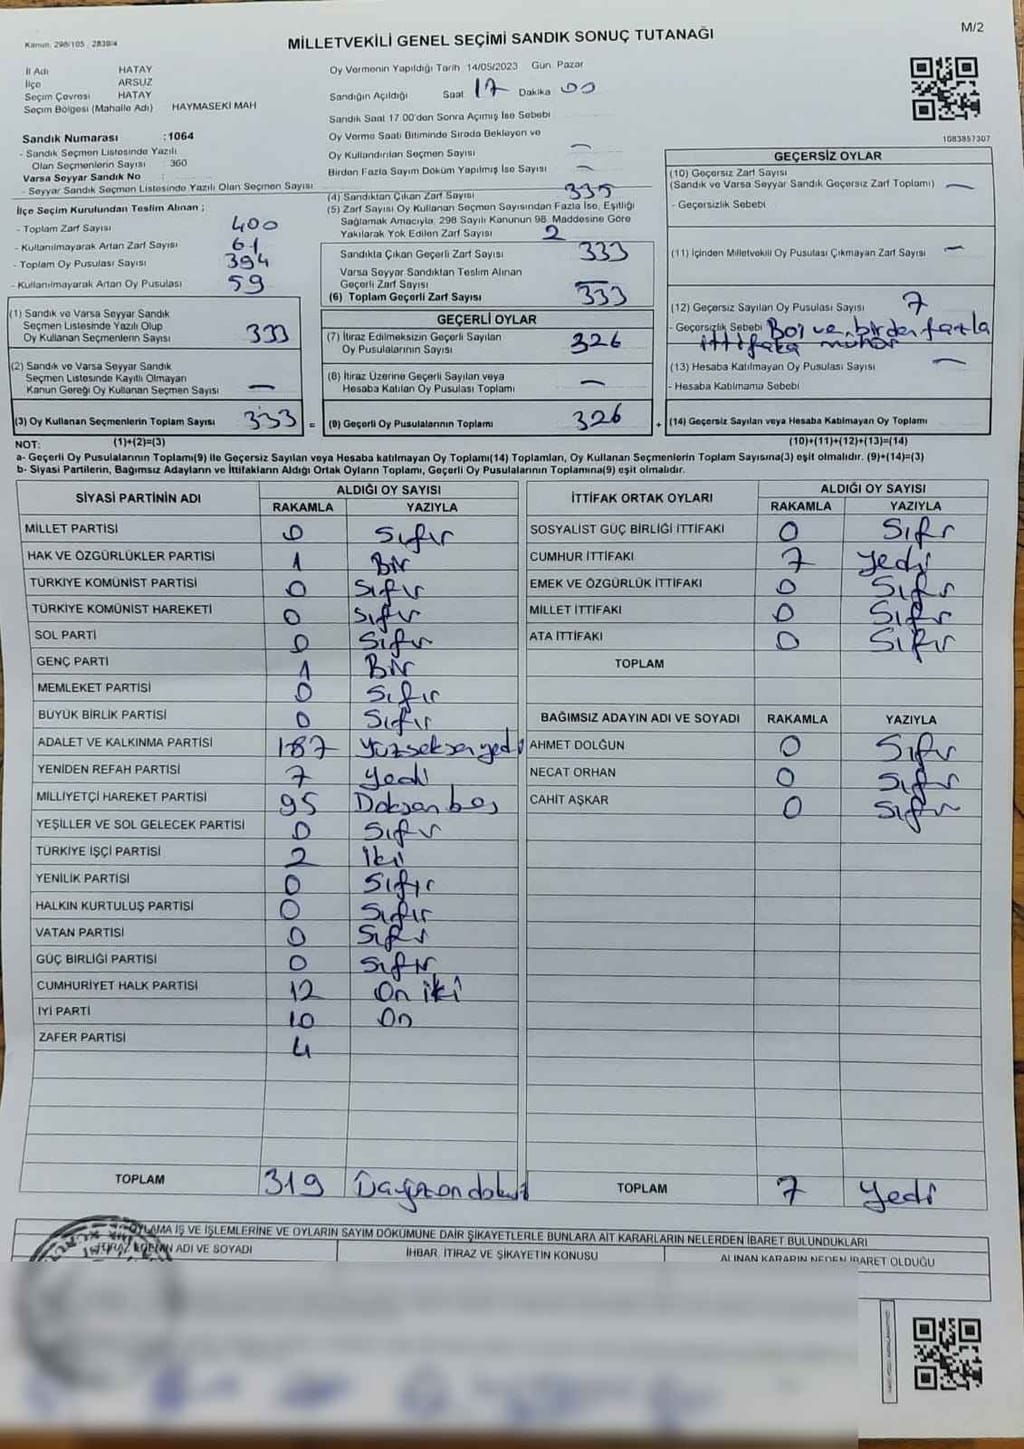 Kanun. 298/105 . 2839/4
MİLLETVEKİLİ GENEL SEÇİMİ SANDIK SONUÇ TUTANAĞI
M/2
İl Adı HATAY
İlçe ARSUZ
Seçim Çevresi HATAY
Seçim Bölgesi (Mahalle Adı) HAYMASEKİ MAH
Sandık Numarası :1064
- Sandık Seçmen Listesinde Yazılı
Olan Seçmenlerin Sayısı : 360
Varsa Seyyar Sandık No :
- Seyyar Sandık Seçmen Listesinde Yazılı Olan Seçmen Sayısı
Oy Vermenin Yapıldığı Tarih 14/05/2023 Gün Pazar
Sandığın Açıldığı Saat 17 Dakika 00
Sandık Saat 17.00'den Sonra Açımış İse Sebebi
Oy Verme Saati Bitiminde Sırada Bekleyen ve
Oy Kullandırılan Seçmen Sayısı —
Birden Fazla Sayım Döküm Yapılmış İse Sayısı —
1083857307
İlçe Seçim Kurulundan Teslim Alınan ;
- Toplam Zarf Sayısı 400
- Kullanılmayarak Artan Zarf Sayısı 61
- Toplam Oy Pusulası Sayısı 394
- Kullanılmayarak Artan Oy Pusulası 59
(4) Sandıktan Çıkan Zarf Sayısı 335
(5) Zarf Sayısı Oy Kullanan Seçmen Sayısından Fazla İse, Eşitliği
Sağlamak Amacıyla, 298 Sayılı Kanunun 98. Maddesine Göre
Yakılarak Yok Edilen Zarf Sayısı 2
Sandıkta Çıkan Geçerli Zarf Sayısı 333
Varsa Seyyar Sandıktan Teslim Alınan
Geçerli Zarf Sayısı —
(6) Toplam Geçerli Zarf Sayısı 333
GEÇERSİZ OYLAR
(10) Geçersiz Zarf Sayısı
(Sandık ve Varsa Seyyar Sandık Geçersiz Zarf Toplamı) —
- Geçersizlik Sebebi
(11) İçinden Milletvekili Oy Pusulası Çıkmayan Zarf Sayısı —
(12) Geçersiz Sayılan Oy Pusulası Sayısı 7
- Geçersizlik Sebebi Boş ve birden fazla
ittifaka mühür
(13) Hesaba Katılmayan Oy Pusulası Sayısı —
- Hesaba Katılmama Sebebi
(14) Geçersiz Sayılan veya Hesaba Katılmayan Oy Toplamı
(1) Sandık ve Varsa Seyyar Sandık
Seçmen Listesinde Yazılı Olup
Oy Kullanan Seçmenlerin Sayısı 333
(2) Sandık ve Varsa Seyyar Sandık
Seçmen Listesinde Kayıtlı Olmayan
Kanun Gereği Oy Kullanan Seçmen Sayısı —
(3) Oy Kullanan Seçmenlerin Toplam Sayısı 333 =
GEÇERLİ OYLAR
(7) İtiraz Edilmeksizin Geçerli Sayılan
Oy Pusulalarının Sayısı 326
(8) İtiraz Üzerine Geçerli Sayılan veya
Hesaba Katılan Oy Pusulası Toplamı —
(9) Geçerli Oy Pusulalarının Toplamı 326 +
NOT: (1)+(2)=(3)
(10)+(11)+(12)+(13)=(14)
a- Geçerli Oy Pusulalarının Toplamı(9) ile Geçersiz Sayılan veya Hesaba katılmayan Oy Toplamı(14) Toplamları, Oy Kullanan Seçmenlerin Toplam Sayısına(3) eşit olmalıdır. (9)+(14)=(3)
b- Siyasi Partilerin, Bağımsız Adayların ve İttifakların Aldığı Ortak Oyların Toplamı, Geçerli Oy Pusulalarının Toplamına(9) eşit olmalıdır.
SİYASİ PARTİNİN ADI ALDIĞI OY SAYISI
RAKAMLA YAZIYLA
MİLLET PARTİSİ 0 Sıfır
HAK VE ÖZGÜRLÜKLER PARTİSİ 1 Bir
TÜRKİYE KOMÜNİST PARTİSİ 0 Sıfır
TÜRKİYE KOMÜNİST HAREKETİ 0 Sıfır
SOL PARTİ 0 Sıfır
GENÇ PARTİ 1 Bir
MEMLEKET PARTİSİ 0 Sıfır
BÜYÜK BİRLİK PARTİSİ 0 Sıfır
ADALET VE KALKINMA PARTİSİ 187 Yüzseksenyedi
YENİDEN REFAH PARTİSİ 7 Yedi
MİLLİYETÇİ HAREKET PARTİSİ 95 Doksanbeş
YEŞİLLER VE SOL GELECEK PARTİSİ 0 Sıfır
TÜRKİYE İŞÇİ PARTİSİ 2 İki
YENİLİK PARTİSİ 0 Sıfır
HALKIN KURTULUŞ PARTİSİ 0 Sıfır
VATAN PARTİSİ 0 Sıfır
GÜÇ BİRLİĞİ PARTİSİ 0 Sıfır
CUMHURİYET HALK PARTİSİ 12 On iki
İYİ PARTİ 10 On
ZAFER PARTİSİ 4
TOPLAM 319
İTTİFAK ORTAK OYLARI ALDIĞI OY SAYISI
RAKAMLA YAZIYLA
SOSYALİST GÜÇ BİRLİĞİ İTTİFAKI 0 Sıfır
CUMHUR İTTİFAKI 7 Yedi
EMEK VE ÖZGÜRLÜK İTTİFAKI 0 Sıfır
MİLLET İTTİFAKI 0 Sıfır
ATA İTTİFAKI 0 Sıfır
TOPLAM
BAĞIMSIZ ADAYIN ADI VE SOYADI RAKAMLA YAZIYLA
AHMET DOLĞUN 0 Sıfır
NECAT ORHAN 0 Sıfır
CAHİT AŞKAR 0 Sıfır
TOPLAM 7 Yedi
OYLAMA İŞ VE İŞLEMLERİNE VE OYLARIN SAYIM DÖKÜMÜNE DAİR ŞİKAYETLERLE BUNLARA AİT KARARLARIN NELERDEN İBARET BULUNDUKLARI
ADI VE SOYADI İHBAR, İTİRAZ VE ŞİKAYETİN KONUSU ALINAN KARARIN NEDEN İBARET OLDUĞU